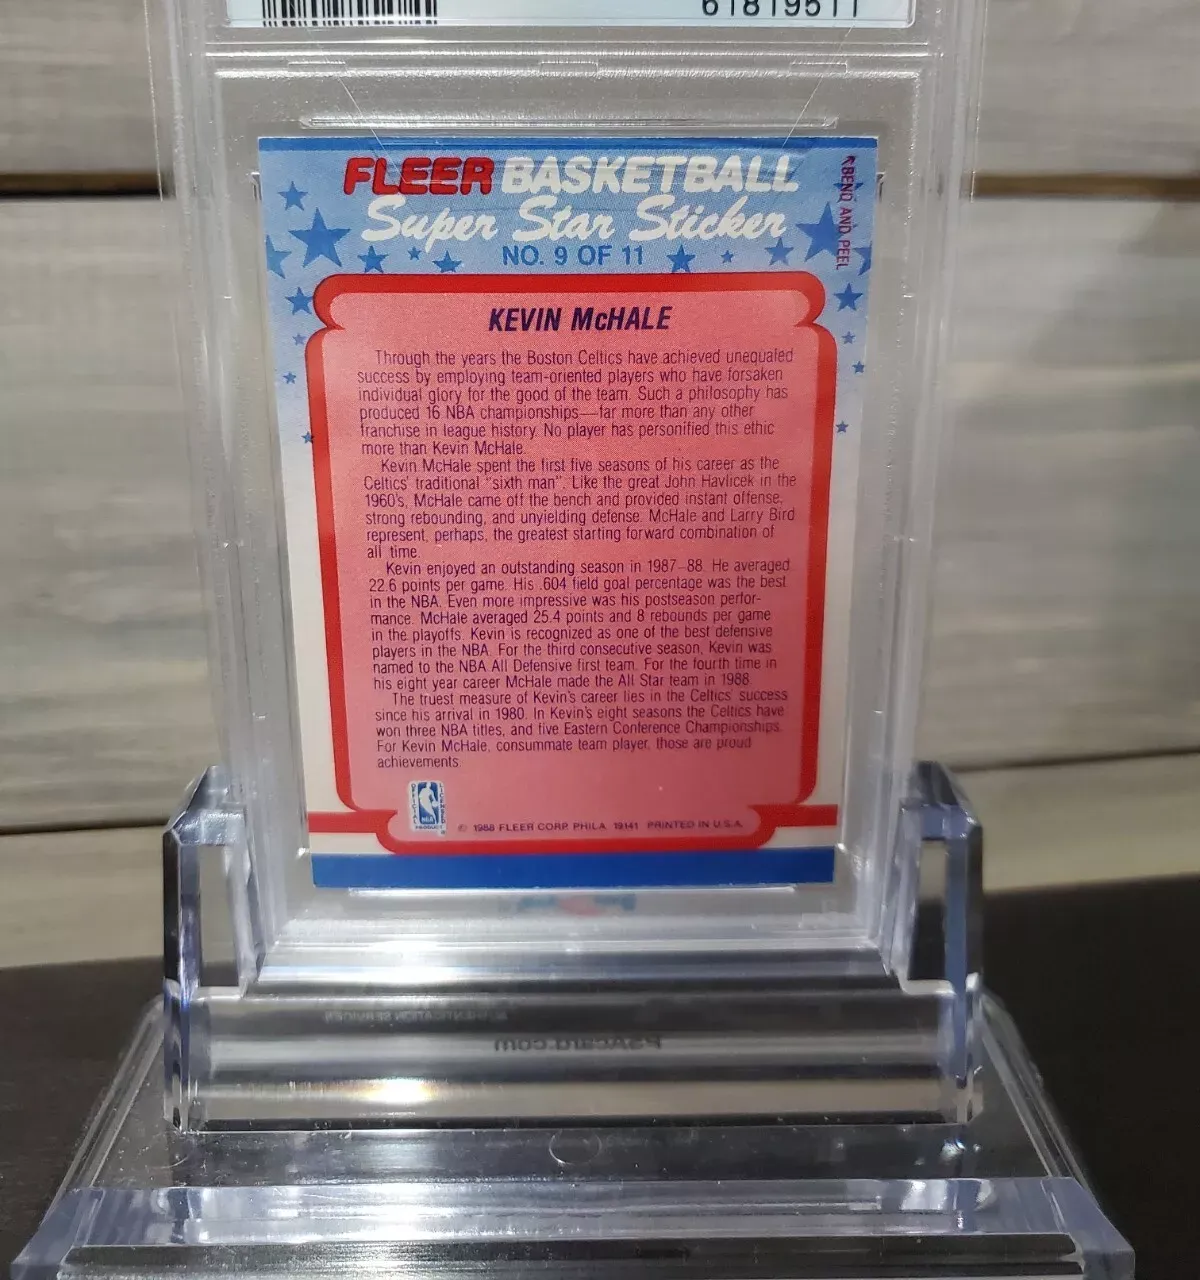 61819511
FLEER BASKETBALL
Super Star Sticker
NO. 9 OF 11
BEND AND PEEL
KEVIN McHALE
Through the years the Boston Celtics have achieved unequaled
success by employing team-oriented players who have forsaken
individual glory for the good of the team. Such a philosophy has
produced 16 NBA championships—far more than any other
franchise in league history. No player has personified this ethic
more than Kevin McHale.
Kevin McHale spent the first five seasons of his career as the
Celtics' traditional "sixth man". Like the great John Havlicek in the
1960's, McHale came off the bench and provided instant offense,
strong rebounding, and unyielding defense. McHale and Larry Bird
represent, perhaps, the greatest starting forward combination of
all time.
Kevin enjoyed an outstanding season in 1987-88. He averaged
22.6 points per game. His .604 field goal percentage was the best
in the NBA. Even more impressive was his postseason perfor-
mance. McHale averaged 25.4 points and 8 rebounds per game
in the playoffs. Kevin is recognized as one of the best defensive
players in the NBA. For the third consecutive season, Kevin was
named to the NBA All Defensive first team. For the fourth time in
his eight year career McHale made the All Star team in 1988.
The truest measure of Kevin's career lies in the Celtics' success
since his arrival in 1980. In Kevin's eight seasons the Celtics have
won three NBA titles, and five Eastern Conference Championships.
For Kevin McHale, consummate team player, those are proud
achievements.
OFFICIAL LICENSED PRODUCT
NBA
© 1988 FLEER CORP. PHILA. 19141 PRINTED IN U.S.A.
AUTHENTICATION SERVICES
PSAcard.com